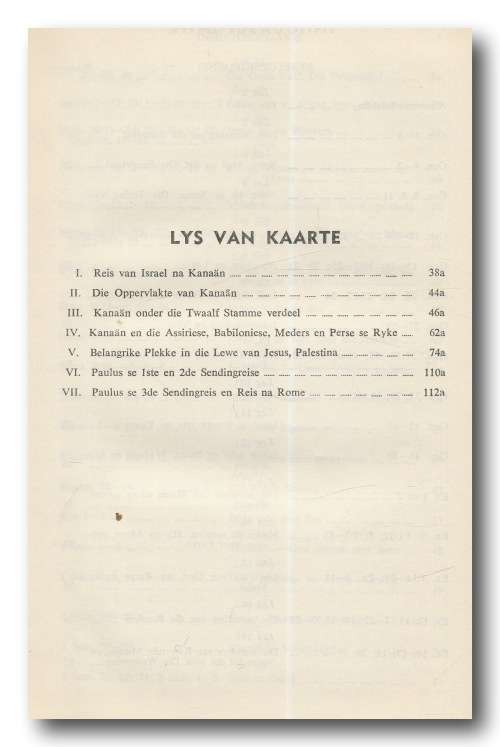 LYS VAN KAARTE
I. Reis van Israel na Kanaän 38a
II. Die Oppervlakte van Kanaän 44a
III. Kanaän onder die Twaalf Stamme verdeel 46a
IV. Kanaän en die Assiriese, Babiloniese, Meders en Perse se Ryke 62a
V. Belangrike Plekke in die Lewe van Jesus, Palestina 74a
VI. Paulus se 1ste en 2de Sendingreise 110a
VII. Paulus se 3de Sendingreis en Reis na Rome 112a